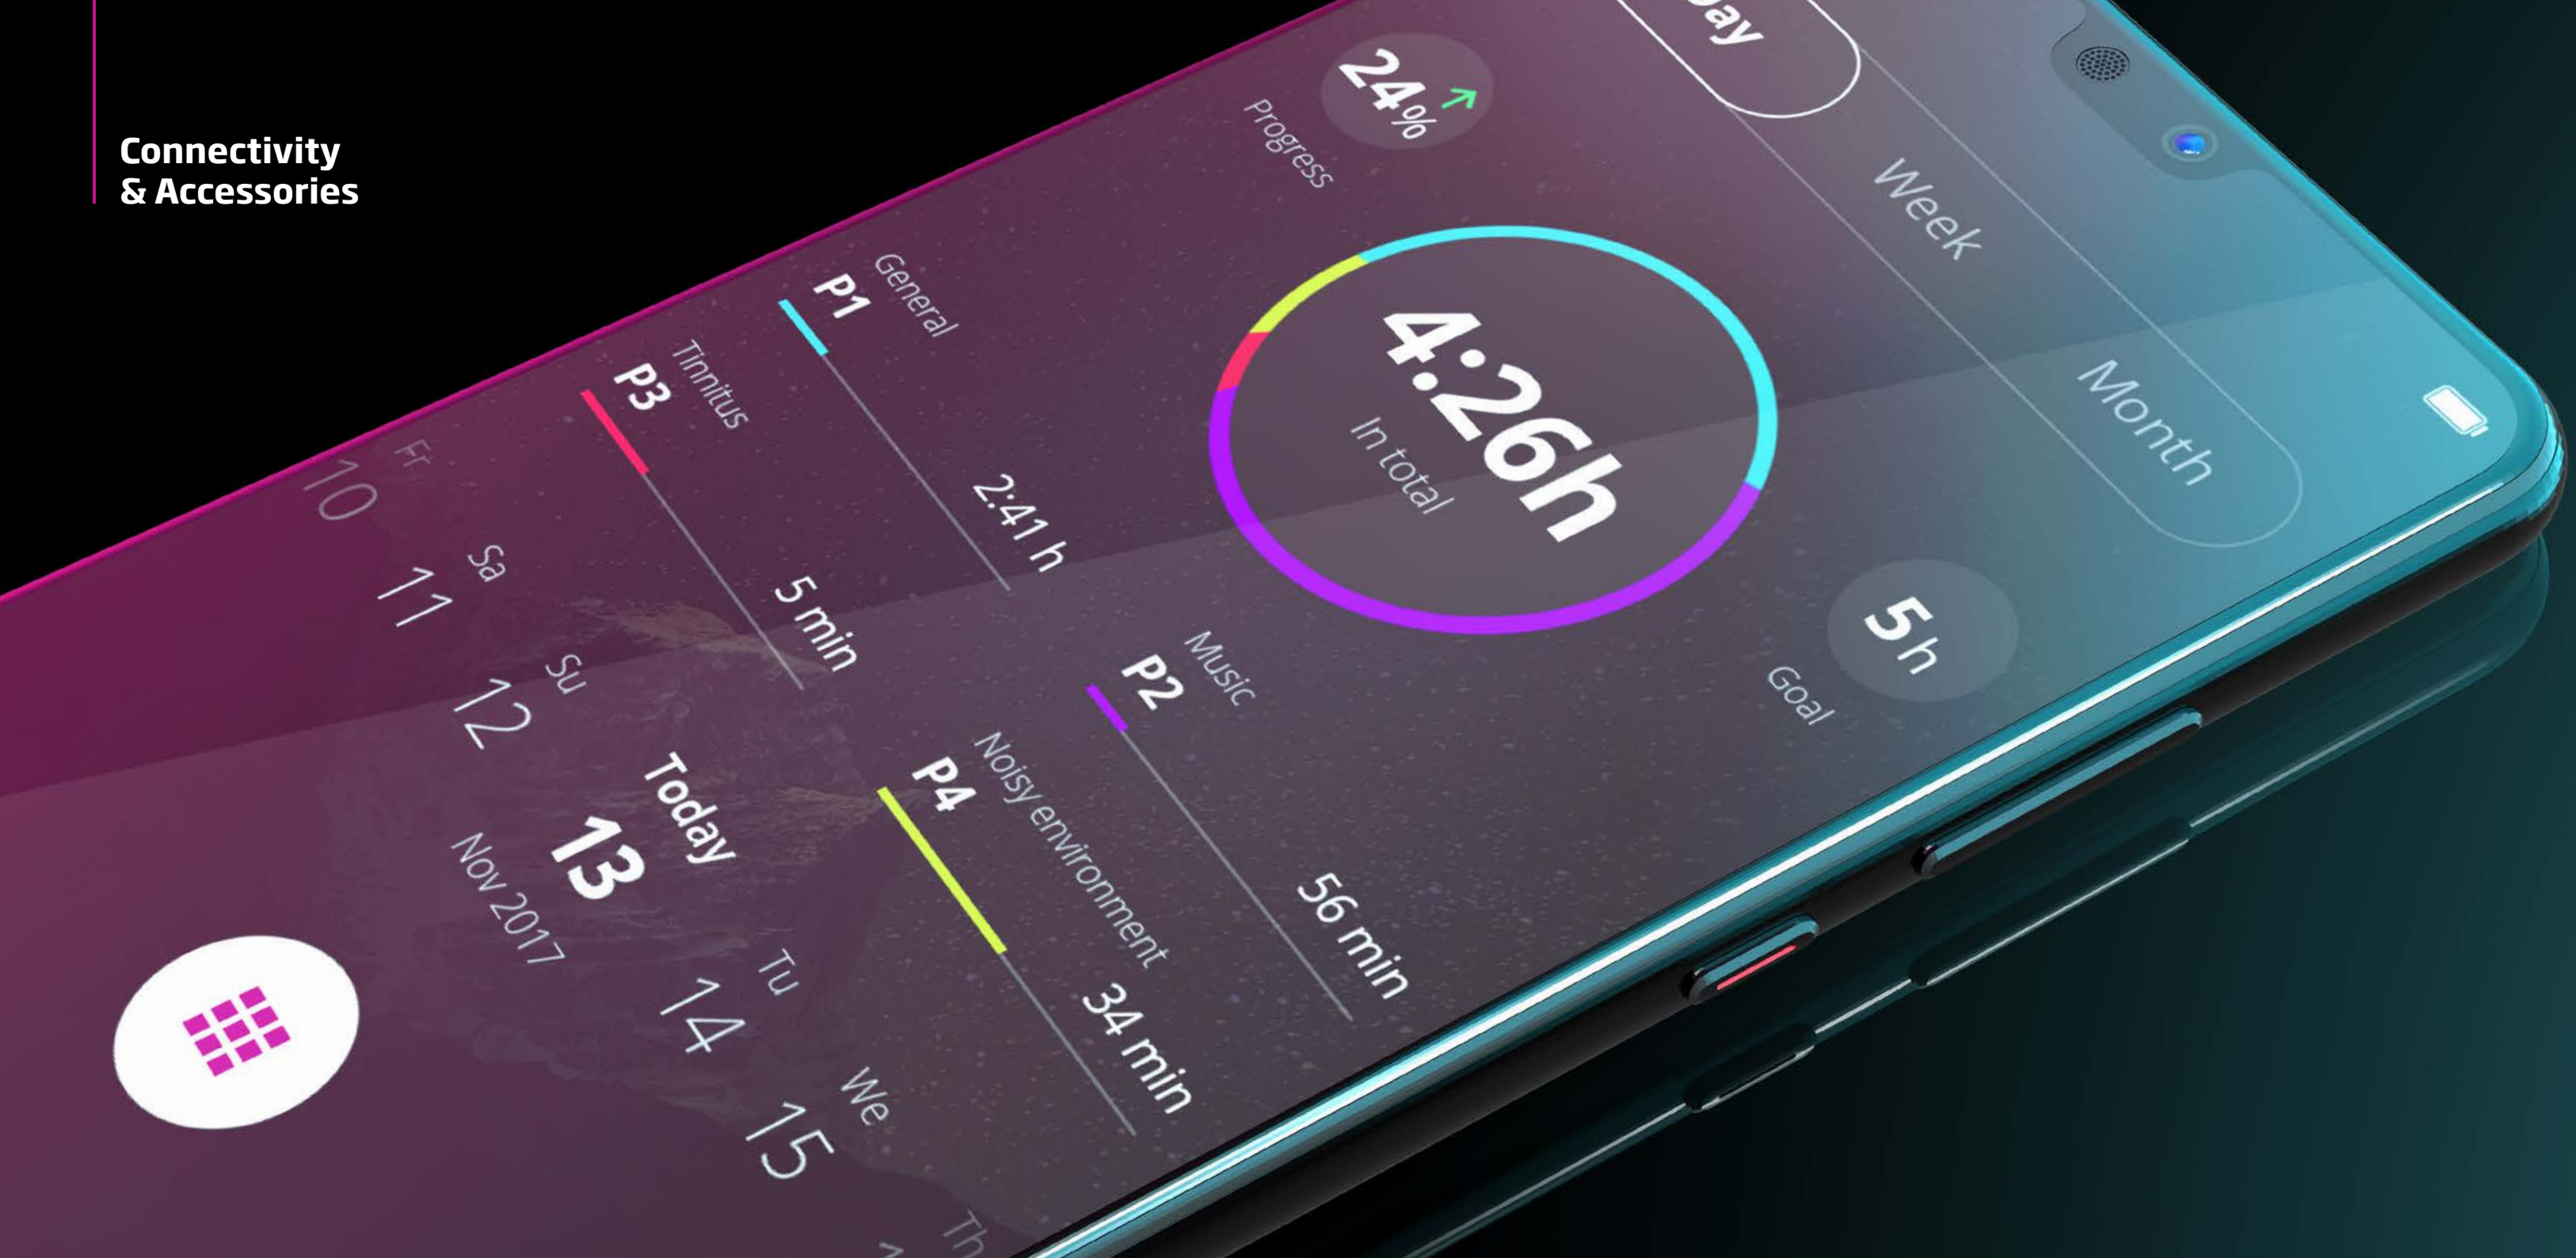 Connectivity
& Accessories
Day
Week
Month
24%
Progress
4:26h
In total
5 h
Goal
General
P1
2:41 h
Music
P2
56 min
Tinnitus
P3
5 min
Noisy environment
P4
34 min
Fr
10
Sa
11
Su
12
Today
13
Nov 2017
Tu
14
We
15
Th